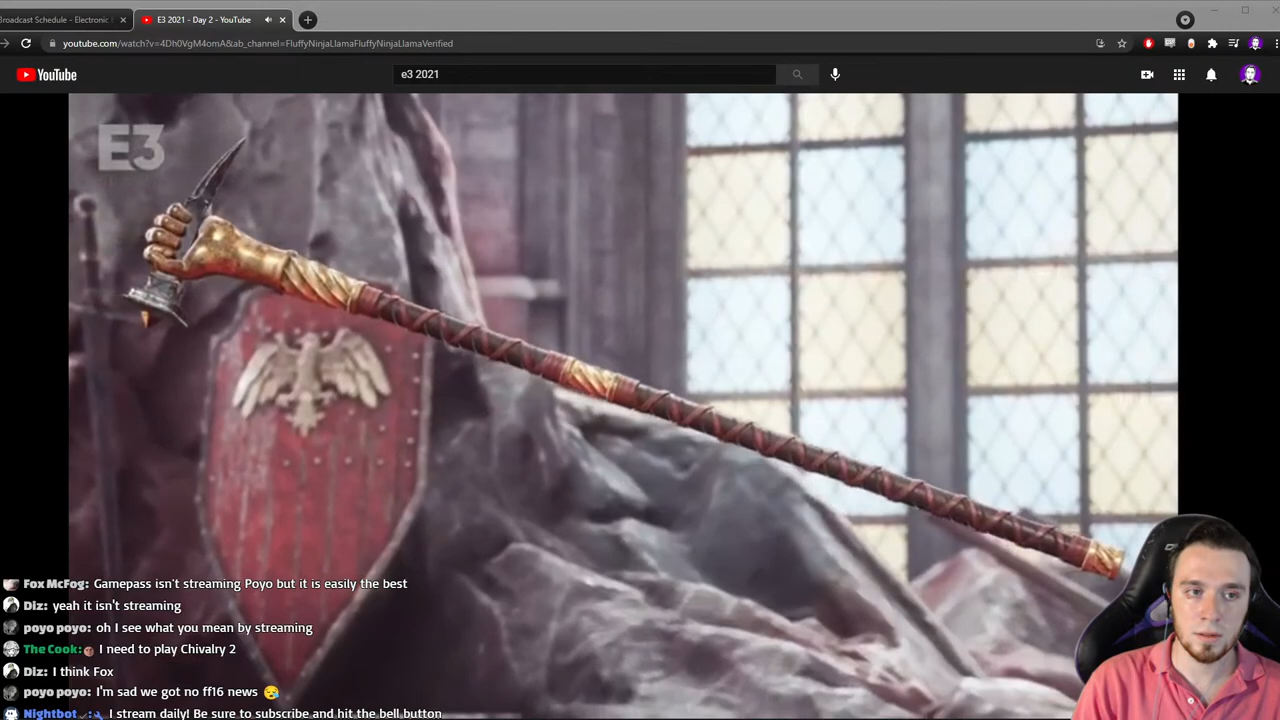 Broadcast Schedule - Electronic
E3 2021 - Day 2 - YouTube
youtube.com/watch?v=4Dh0VgM4omA&ab_channel=FluffyNinjaLlamaFluffyNinjaLlamaVerified
YouTube
e3 2021
E3
Fox McFog: Gamepass isn't streaming Poyo but it is easily the best
Diz: yeah it isn't streaming
poyo poyo: oh I see what you mean by streaming
The Cook: I need to play Chivalry 2
Diz: I think Fox
poyo poyo: I'm sad we got no ff16 news 😪
Nightbot: I stream daily! Be sure to subscribe and hit the bell button